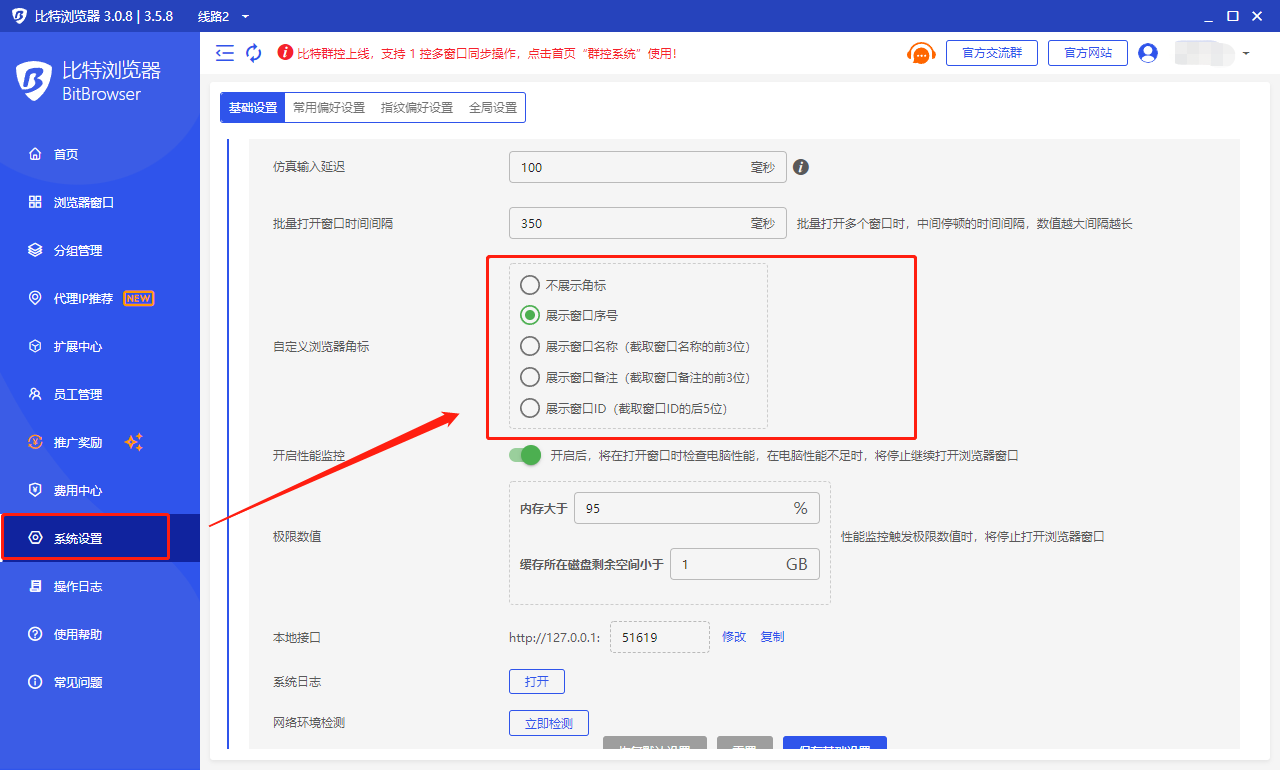 比特浏览器 3.0.8 | 3.5.8 线路2
比特浏览器
BitBrowser
比特群控上线，支持 1 控多窗口同步操作，点击首页“群控系统”使用！
官方交流群 官方网站
首页
浏览器窗口
分组管理
代理IP推荐 NEW
扩展中心
员工管理
推广奖励
费用中心
系统设置
操作日志
使用帮助
常见问题
基础设置 常用偏好设置 指纹偏好设置 全局设置
仿真输入延迟 100 毫秒
批量打开窗口时间间隔 350 毫秒 批量打开多个窗口时，中间停顿的时间间隔，数值越大间隔越长
自定义浏览器角标
不展示角标
展示窗口序号
展示窗口名称（截取窗口名称的前3位）
展示窗口备注（截取窗口备注的前3位）
展示窗口ID（截取窗口ID的后5位）
开启性能监控 开启后，将在打开窗口时检查电脑性能，在电脑性能不足时，将停止继续打开浏览器窗口
极限数值
内存大于 95 %
缓存所在磁盘剩余空间小于 1 GB
性能监控触发极限数值时，将停止打开浏览器窗口
本地接口 http://127.0.0.1: 51619 修改 复制
系统日志 打开
网络环境检测 立即检测